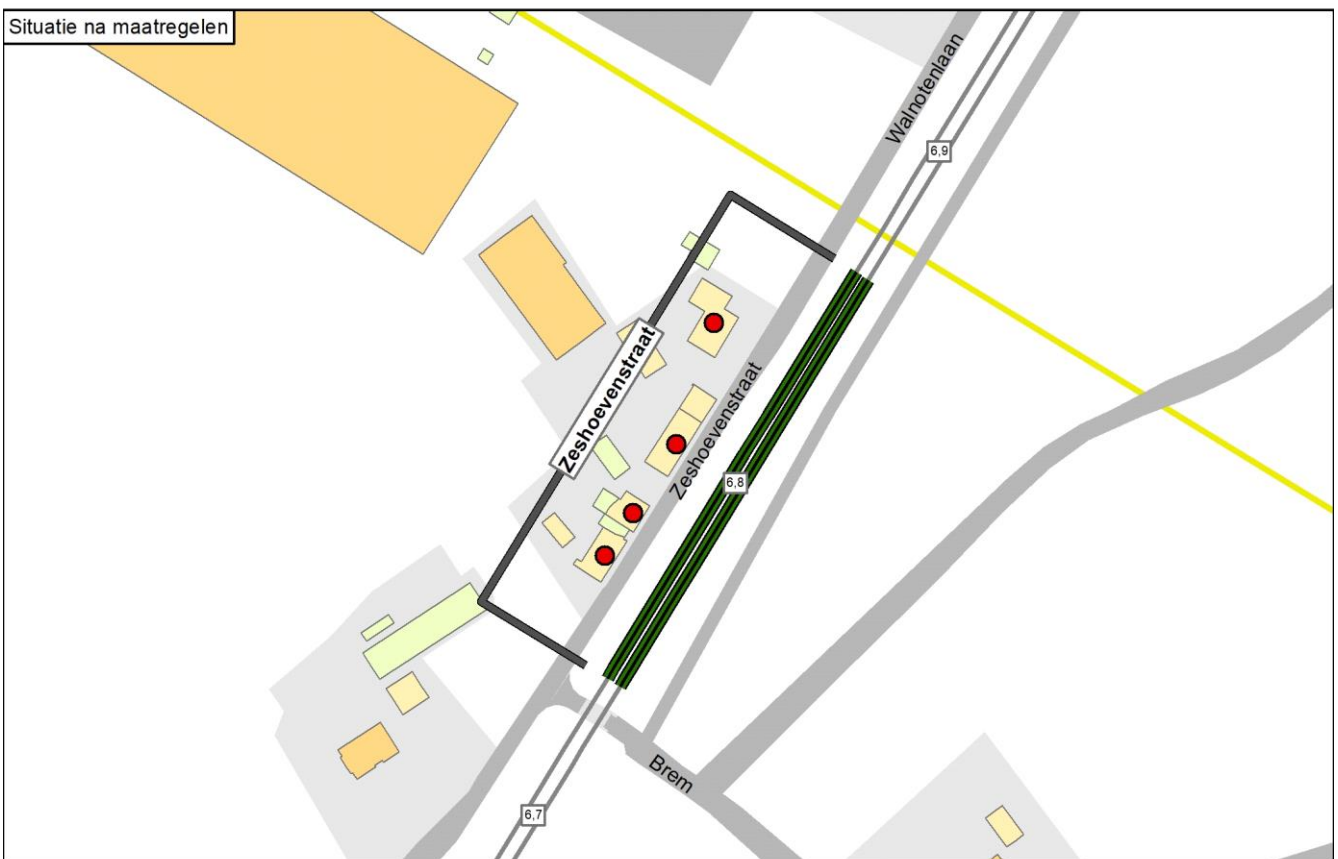 Situatie na maatregelen
Walnotenlaan
6,9
Zeshoevenstraat
Zeshoevenstraat
6,8
Brem
6,7